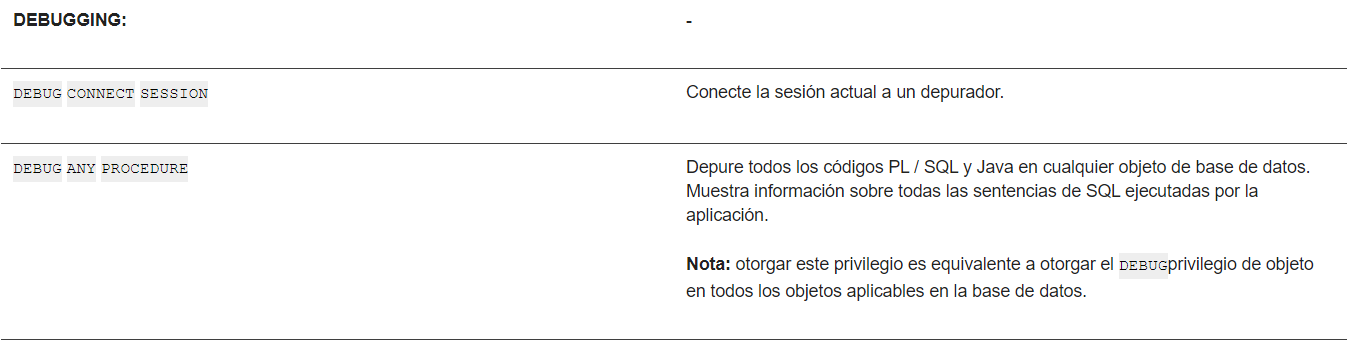 DEBUGGING: -
DEBUG CONNECT SESSION Conecte la sesión actual a un depurador.
DEBUG ANY PROCEDURE Depure todos los códigos PL / SQL y Java en cualquier objeto de base de datos.
Muestra información sobre todas las sentencias de SQL ejecutadas por la
aplicación.
Nota: otorgar este privilegio es equivalente a otorgar el DEBUGprivilegio de objeto
en todos los objetos aplicables en la base de datos.